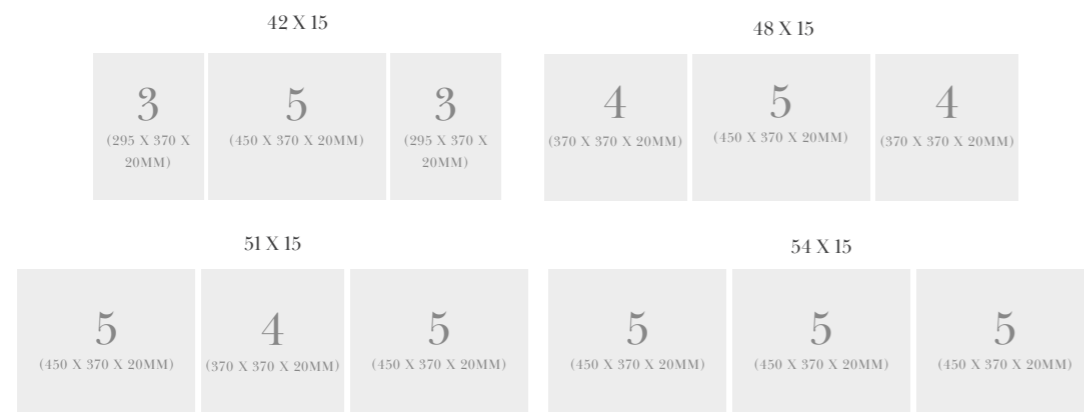 42 X 15
3
(295 X 370 X
20MM)
5
(450 X 370 X 20MM)
3
(295 X 370 X
20MM)
48 X 15
4
(370 X 370 X 20MM)
5
(450 X 370 X 20MM)
4
(370 X 370 X 20MM)
51 X 15
5
(450 X 370 X 20MM)
4
(370 X 370 X 20MM)
5
(450 X 370 X 20MM)
54 X 15
5
(450 X 370 X 20MM)
5
(450 X 370 X 20MM)
5
(450 X 370 X 20MM)